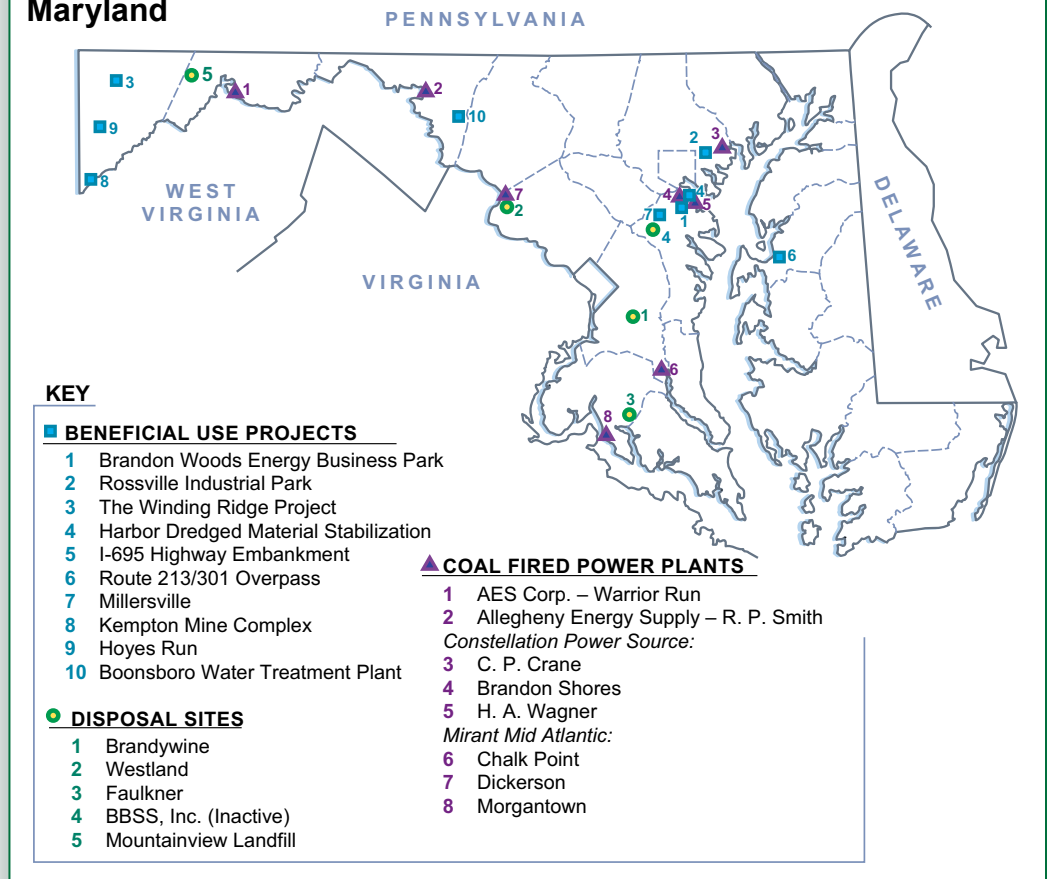 Maryland
PENNSYLVANIA
5
3
1
2
10
9
2
3
8
WEST
VIRGINIA
7
2
4
4
5
7
1
4
DELAWARE
6
VIRGINIA
1
6
3
8
KEY
BENEFICIAL USE PROJECTS
1 Brandon Woods Energy Business Park
2 Rossville Industrial Park
3 The Winding Ridge Project
4 Harbor Dredged Material Stabilization
5 I-695 Highway Embankment
6 Route 213/301 Overpass
7 Millersville
8 Kempton Mine Complex
9 Hoyes Run
10 Boonsboro Water Treatment Plant
DISPOSAL SITES
1 Brandywine
2 Westland
3 Faulkner
4 BBSS, Inc. (Inactive)
5 Mountainview Landfill
COAL FIRED POWER PLANTS
1 AES Corp. – Warrior Run
2 Allegheny Energy Supply – R. P. Smith
Constellation Power Source:
3 C. P. Crane
4 Brandon Shores
5 H. A. Wagner
Mirant Mid Atlantic:
6 Chalk Point
7 Dickerson
8 Morgantown